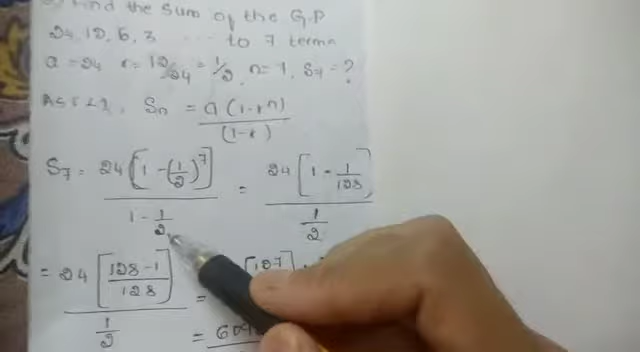 Find the Sum of the G.P
24, 12, 6, 3 .... to 7 terms
a = 24 r = 12/24 = 1/2, n = 7, S7 = ?
As r < 1, Sn = a(1-r^n) / (1-r)
S7 = 24[1 - (1/2)^7] / 1 - 1/2 = 24[1 - 1/128] / 1/2
= 24[128-1 / 128] / 1/2 = [127
= 609